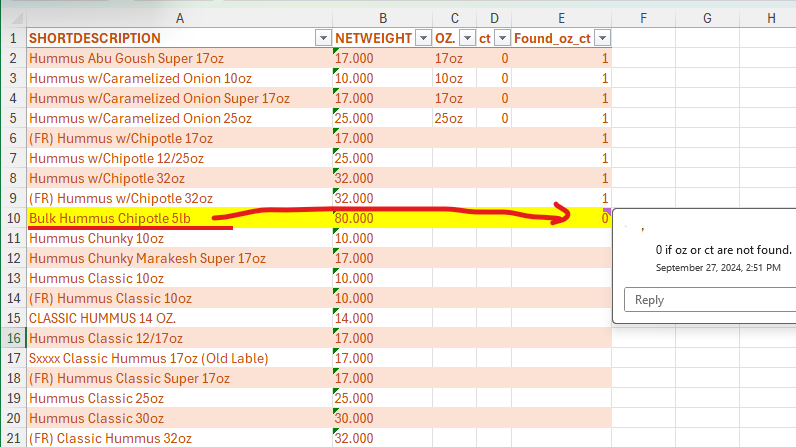 A B C D E F G H
1 SHORTDESCRIPTION NETWEIGHT OZ. ct Found_oz_ct
2 Hummus Abu Goush Super 17oz 17.000 17oz 0 1
3 Hummus w/Caramelized Onion 10oz 10.000 10oz 0 1
4 Hummus w/Caramelized Onion Super 17oz 17.000 17oz 0 1
5 Hummus w/Caramelized Onion 25oz 25.000 25oz 0 1
6 (FR) Hummus w/Chipotle 17oz 17.000 1
7 Hummus w/Chipotle 12/25oz 25.000 1
8 Hummus w/Chipotle 32oz 32.000 1
9 (FR) Hummus w/Chipotle 32oz 32.000 1
10 Bulk Hummus Chipotle 5lb 80.000 0
,
0 if oz or ct are not found.
September 27, 2024, 2:51 PM
Reply
11 Hummus Chunky 10oz 10.000
12 Hummus Chunky Marakesh Super 17oz 17.000
13 Hummus Classic 10oz 10.000
14 (FR) Hummus Classic 10oz 10.000
15 CLASSIC HUMMUS 14 OZ. 14.000
16 Hummus Classic 12/17oz 17.000
17 Sxxxx Classic Hummus 17oz (Old Lable) 17.000
18 (FR) Hummus Classic Super 17oz 17.000
19 Hummus Classic 25oz 25.000
20 Hummus Classic 30oz 30.000
21 (FR) Classic Hummus 32oz 32.000